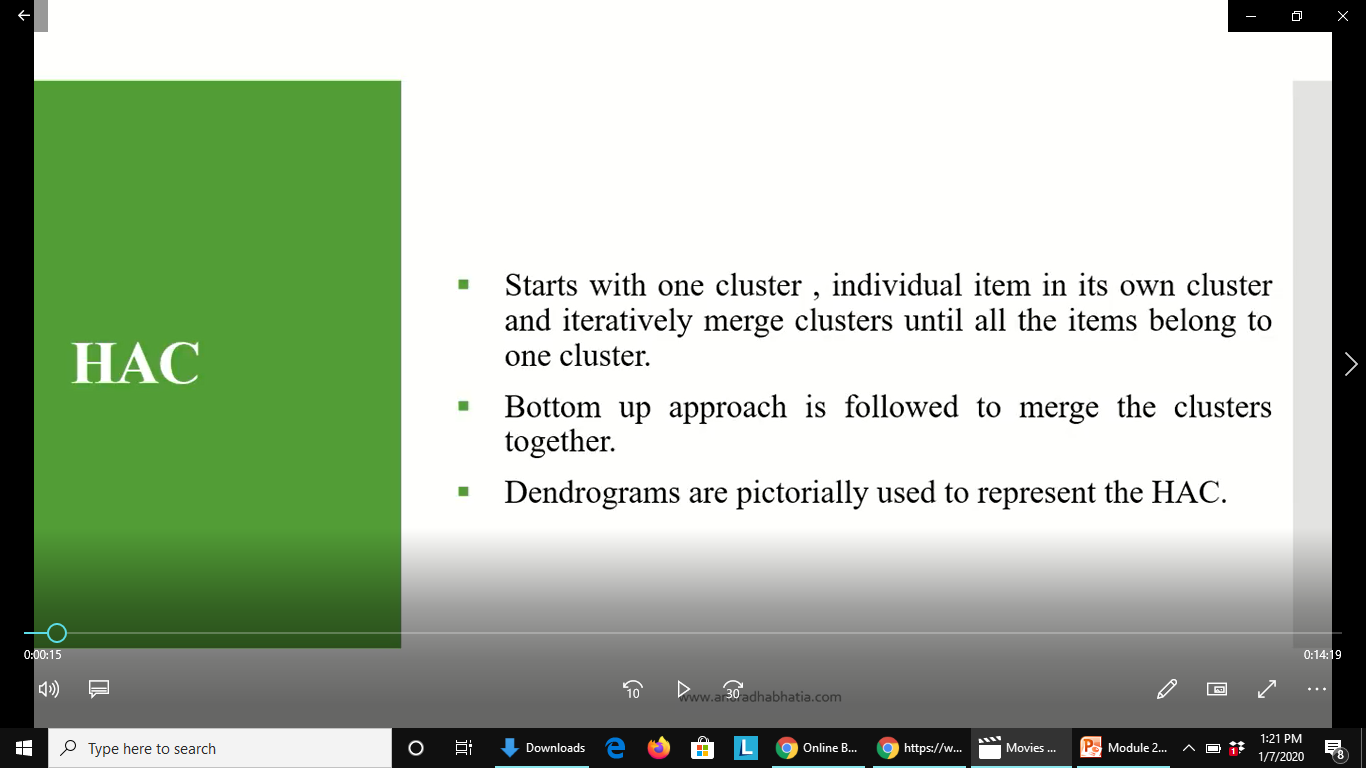 HAC
▪ Starts with one cluster , individual item in its own cluster
and iteratively merge clusters until all the items belong to
one cluster.
▪ Bottom up approach is followed to merge the clusters
together.
▪ Dendrograms are pictorially used to represent the HAC.
0:00:15
0:14:19
10
30
www.anuradhabhatia.com
Type here to search
Downloads
L
Online B...
https://w...
Movies ...
Module 2...
1
1:21 PM
1/7/2020
8